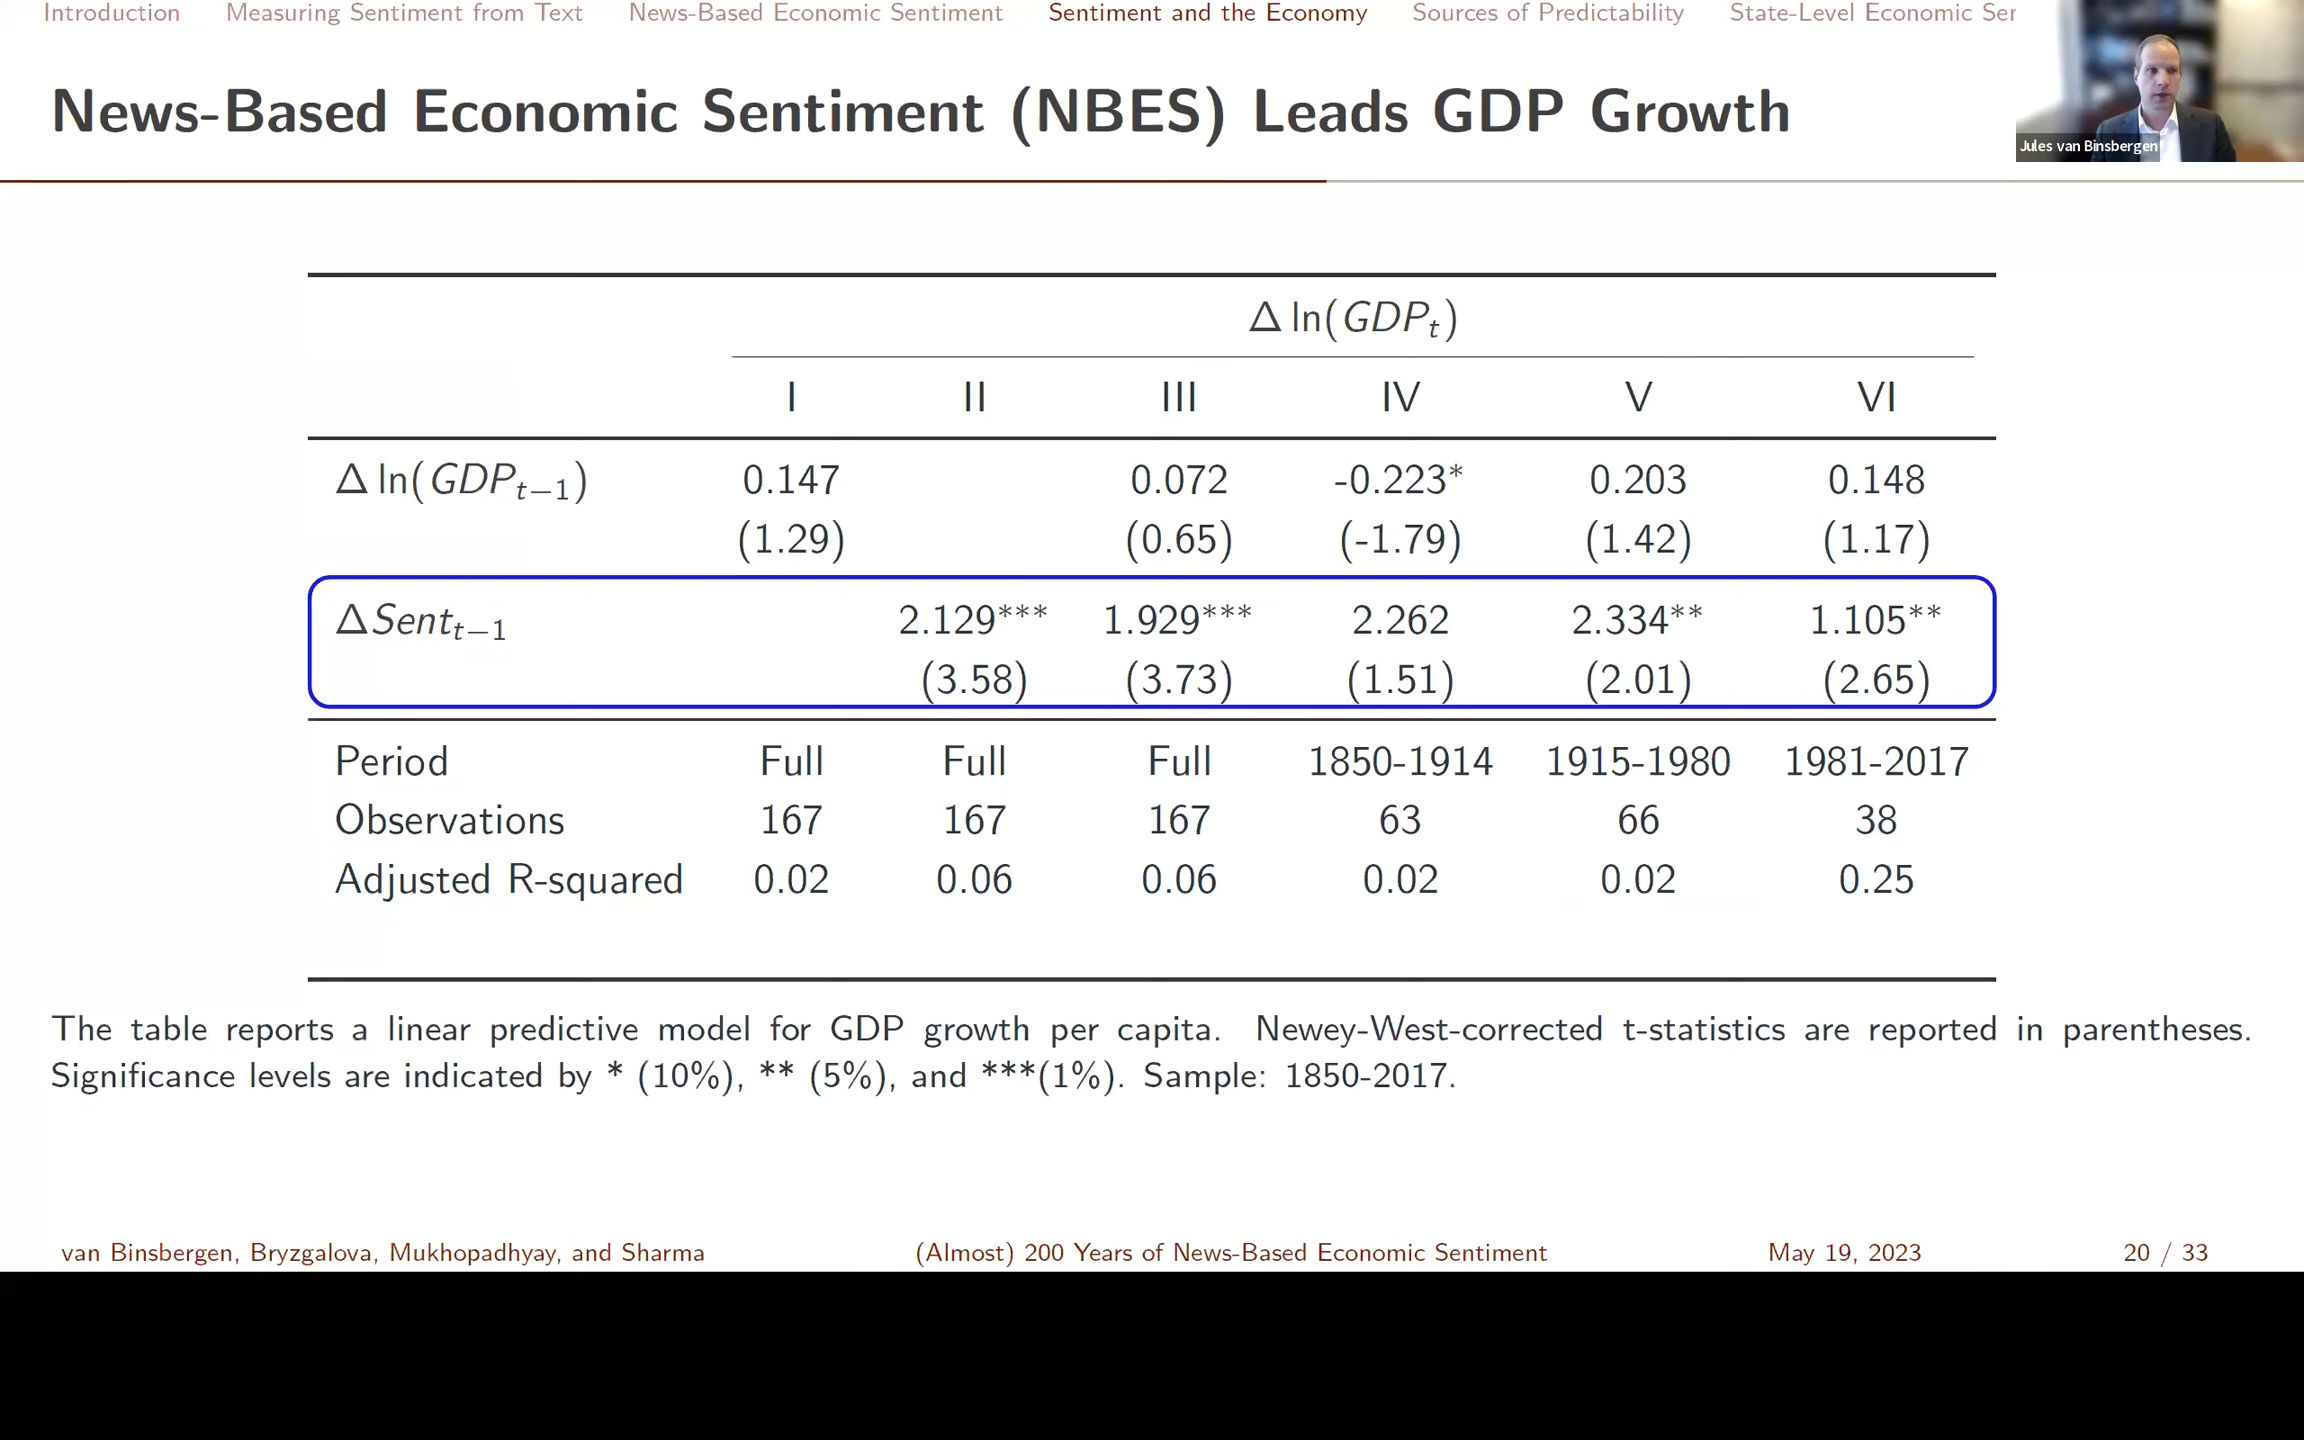 Introduction Measuring Sentiment from Text News-Based Economic Sentiment Sentiment and the Economy Sources of Predictability State-Level Economic Ser
News-Based Economic Sentiment (NBES) Leads GDP Growth
Jules van Binsbergen
Δ ln(GDPₜ)
I II III IV V VI
Δ ln(GDPₜ₋₁) 0.147 0.072 -0.223* 0.203 0.148
(1.29) (0.65) (-1.79) (1.42) (1.17)
ΔSentₜ₋₁ 2.129*** 1.929*** 2.262 2.334** 1.105**
(3.58) (3.73) (1.51) (2.01) (2.65)
Period Full Full Full 1850-1914 1915-1980 1981-2017
Observations 167 167 167 63 66 38
Adjusted R-squared 0.02 0.06 0.06 0.02 0.02 0.25
The table reports a linear predictive model for GDP growth per capita. Newey-West-corrected t-statistics are reported in parentheses.
Significance levels are indicated by * (10%), ** (5%), and ***(1%). Sample: 1850-2017.
van Binsbergen, Bryzgalova, Mukhopadhyay, and Sharma (Almost) 200 Years of News-Based Economic Sentiment May 19, 2023 20 / 33